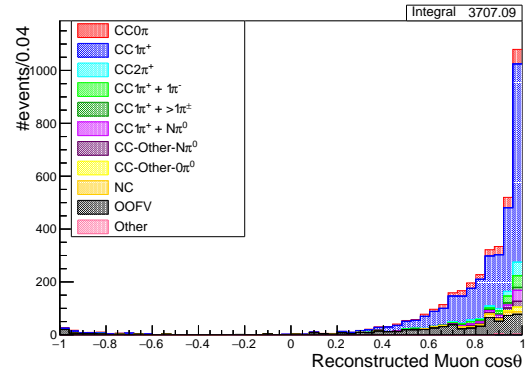 Integral 3707.09
CC0π
CC1π⁺
CC2π⁺
CC1π⁺ + 1π⁻
CC1π⁺ + >1π±
CC1π⁺ + Nπ⁰
CC-Other-Nπ⁰
CC-Other-0π⁰
NC
OOFV
Other
#events/0.04
1000
800
600
400
200
0
−1 −0.8 −0.6 −0.4 −0.2 0 0.2 0.4 0.6 0.8 1
Reconstructed Muon cosθ